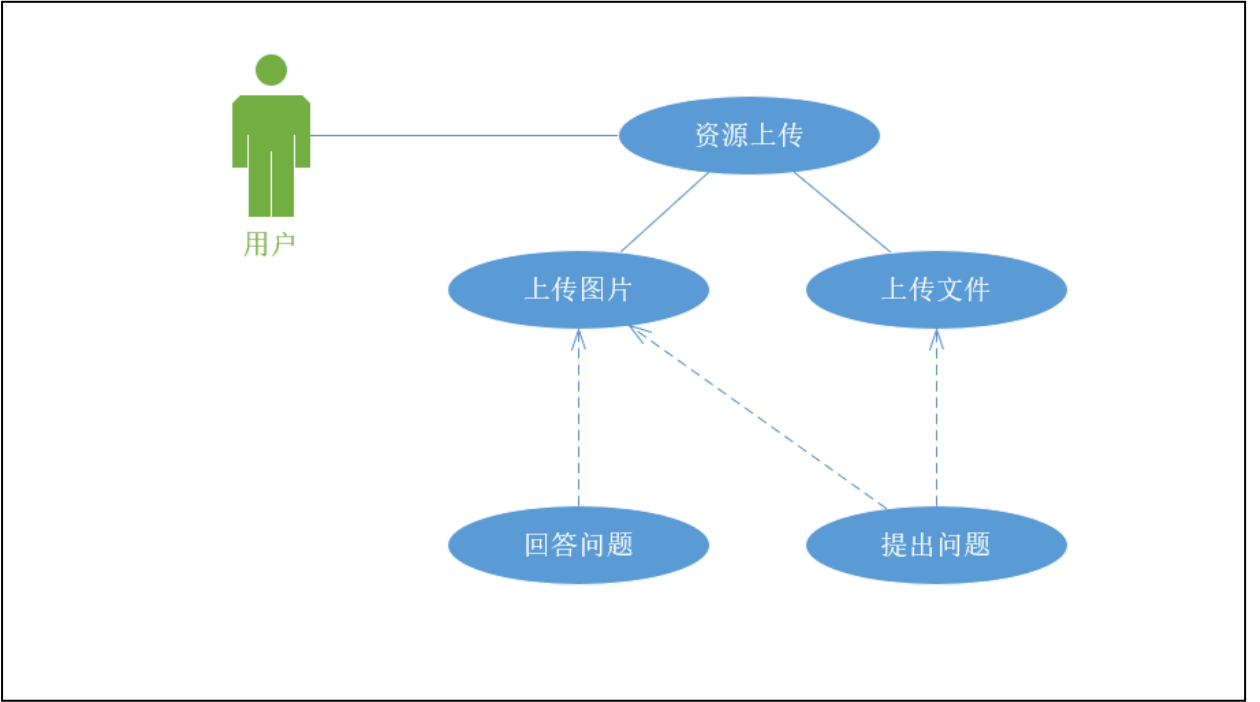 资源上传
用户
上传图片
上传文件
回答问题
提出问题